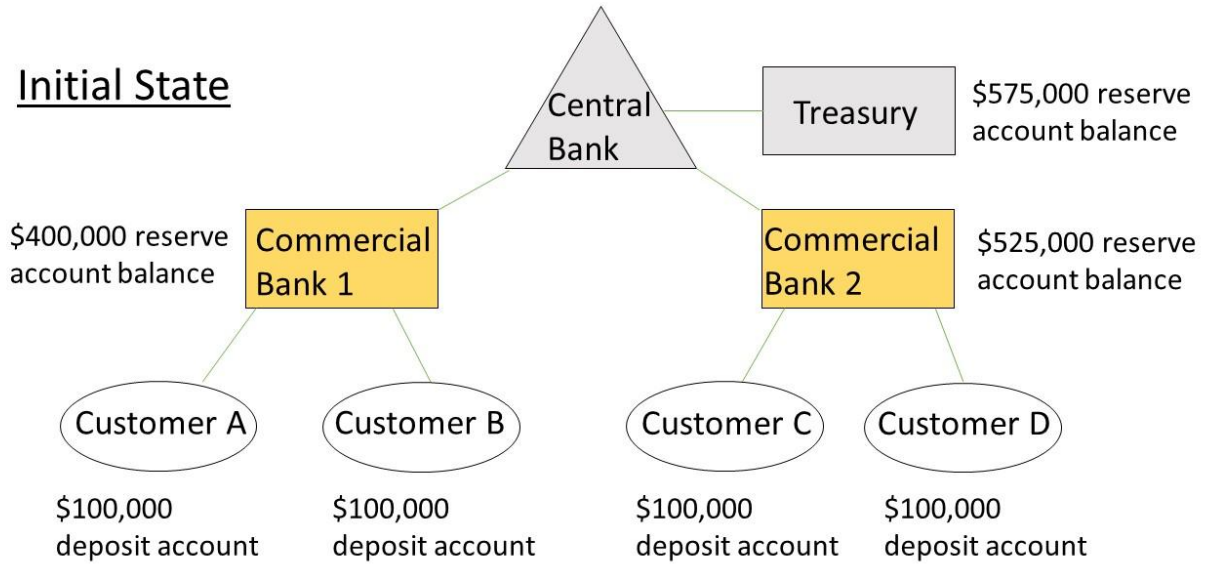 Initial State
Central
Bank
Treasury
$575,000 reserve
account balance
$400,000 reserve
account balance
Commercial
Bank 1
Commercial
Bank 2
$525,000 reserve
account balance
Customer A
Customer B
Customer C
Customer D
$100,000
deposit account
$100,000
deposit account
$100,000
deposit account
$100,000
deposit account